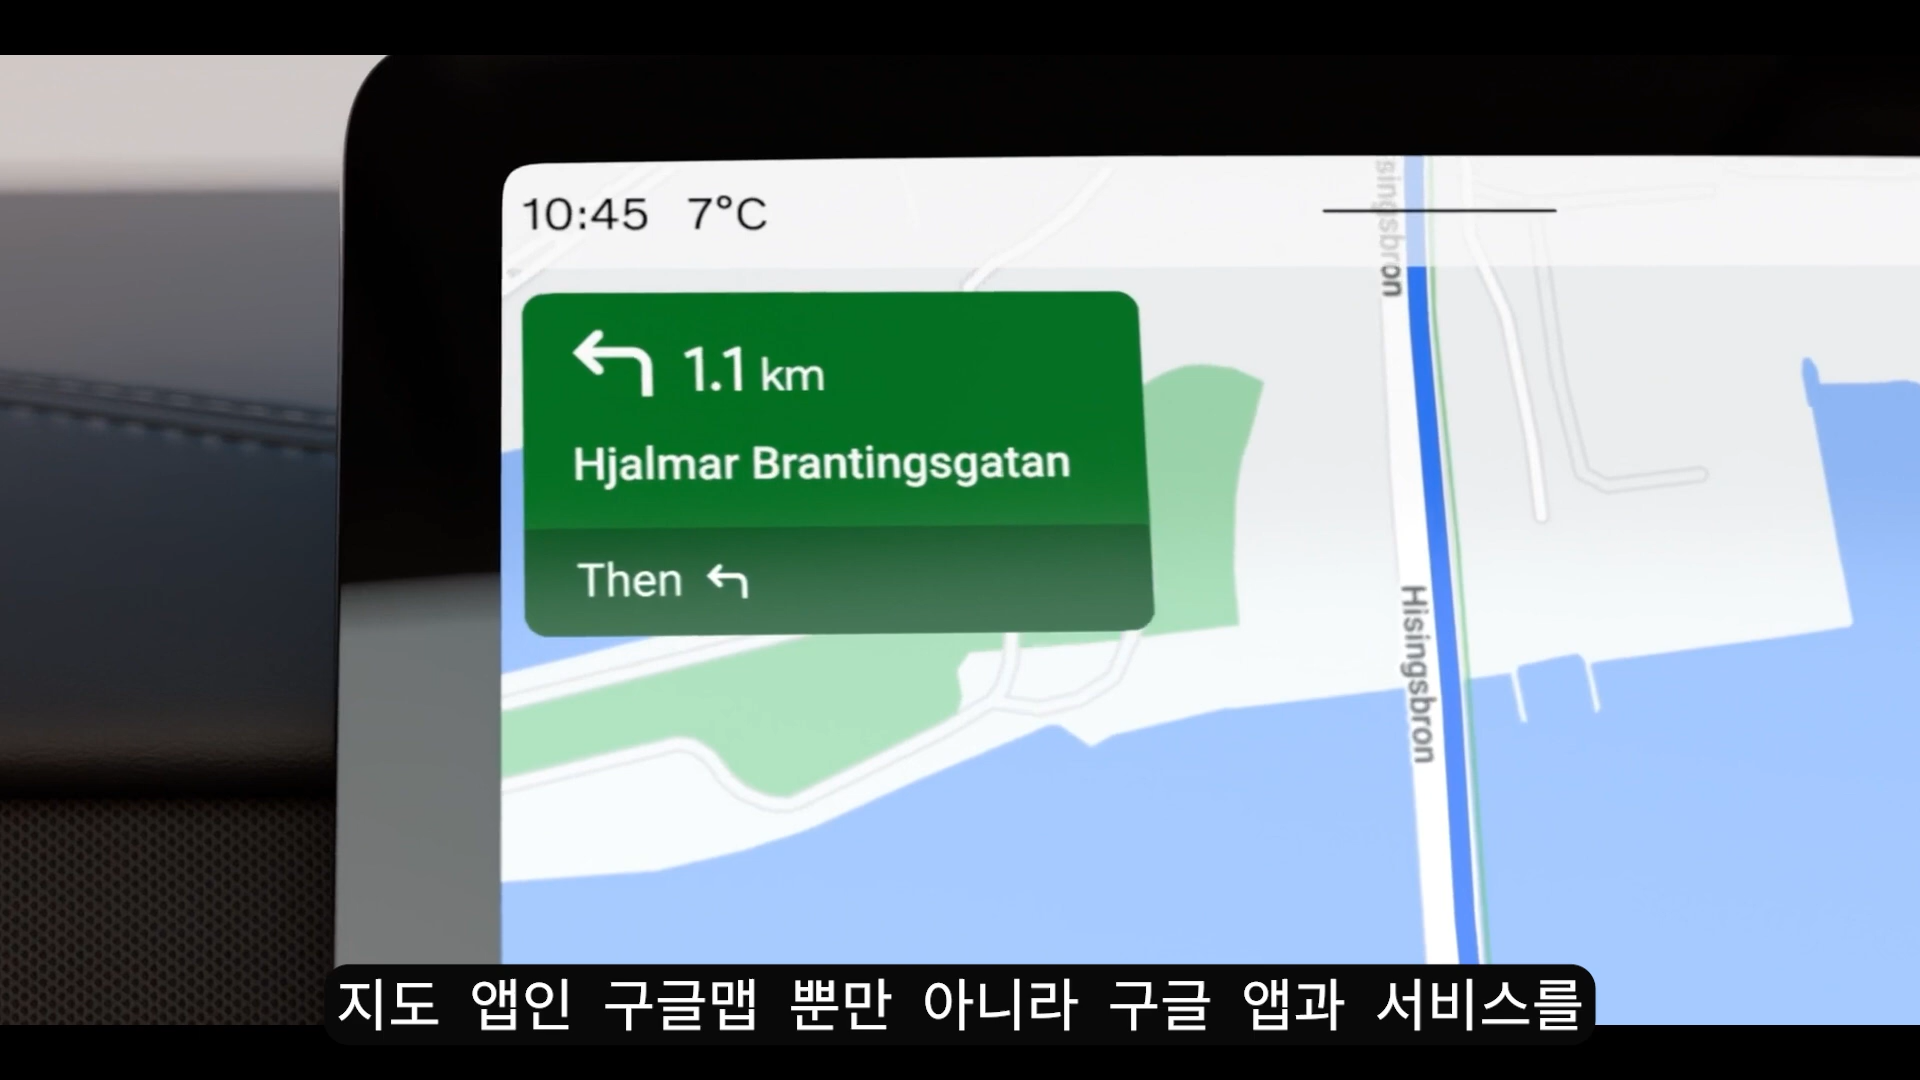 10:45 7°C
singsbron
1.1 km
Hjalmar Brantingsgatan
Then
Hisingsbron
지도 앱인 구글맵 뿐만 아니라 구글 앱과 서비스를